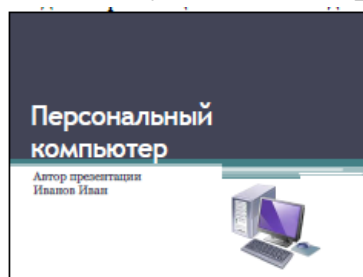 Персональный
компьютер
Автор презентации
Иванов Иван